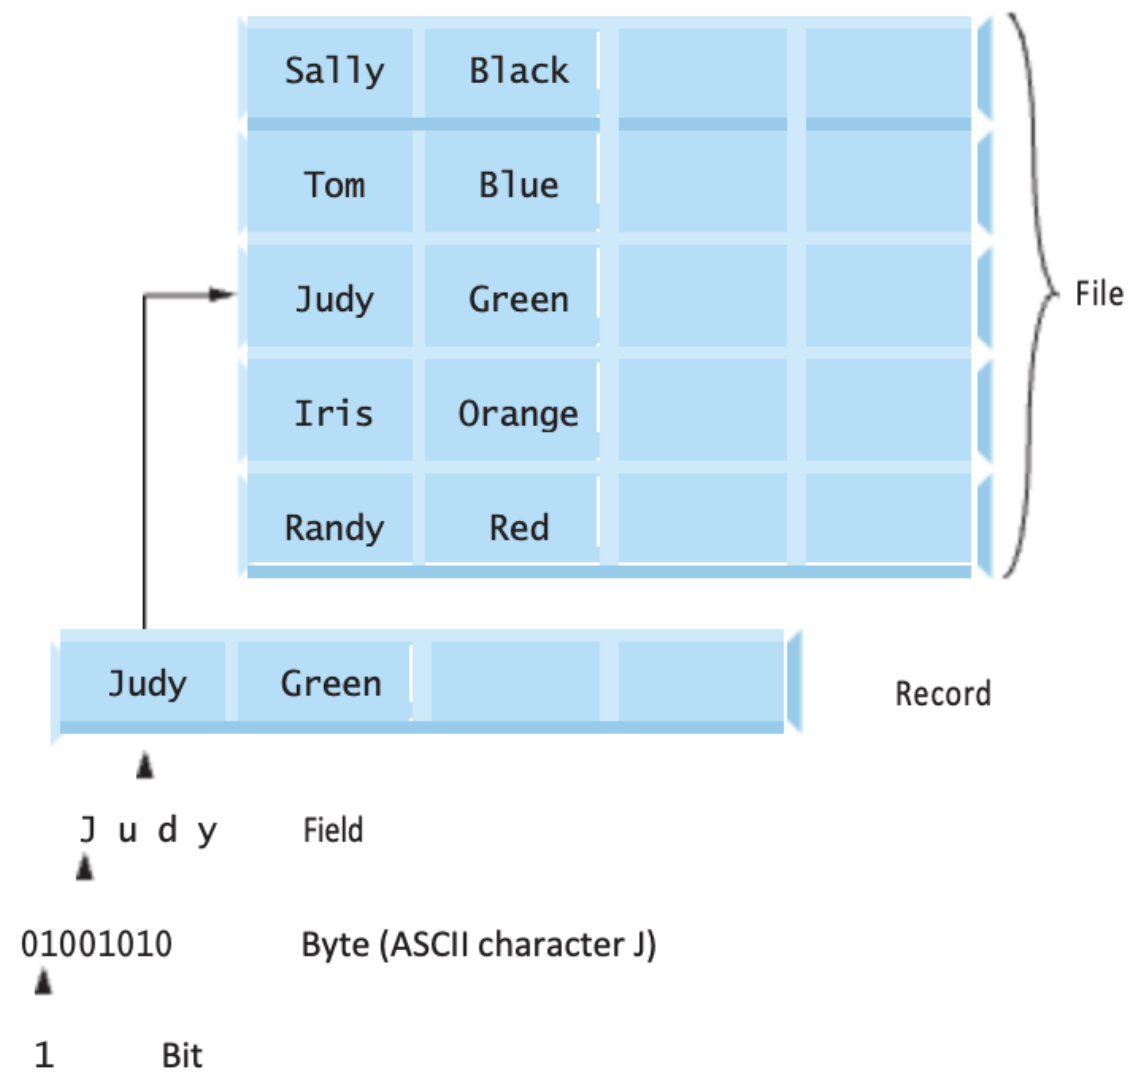 Sally Black
Tom Blue
Judy Green
File
Iris Orange
Randy Red
Judy Green
Record
J u d y Field
01001010 Byte (ASCII character J)
1 Bit